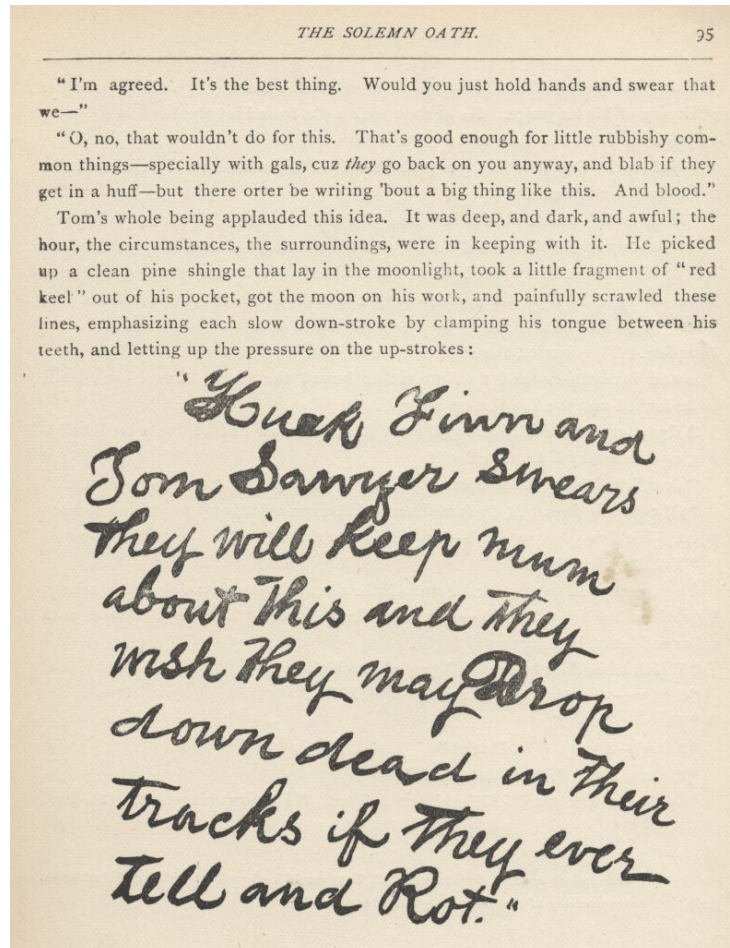 THE SOLEMN OATH. 95
“I'm agreed. It's the best thing. Would you just hold hands and swear that
we—”
“O, no, that wouldn't do for this. That's good enough for little rubbishy com-
mon things—specially with gals, cuz they go back on you anyway, and blab if they
get in a huff—but there orter be writing 'bout a big thing like this. And blood.”
Tom's whole being applauded this idea. It was deep, and dark, and awful; the
hour, the circumstances, the surroundings, were in keeping with it. He picked
up a clean pine shingle that lay in the moonlight, took a little fragment of “red
keel” out of his pocket, got the moon on his work, and painfully scrawled these
lines, emphasizing each slow down-stroke by clamping his tongue between his
teeth, and letting up the pressure on the up-strokes:
"Huck Finn and
Tom Sawyer swears
they will keep mum
about this and they
wish they may Drop
down dead in their
tracks if they ever
tell and Rot."